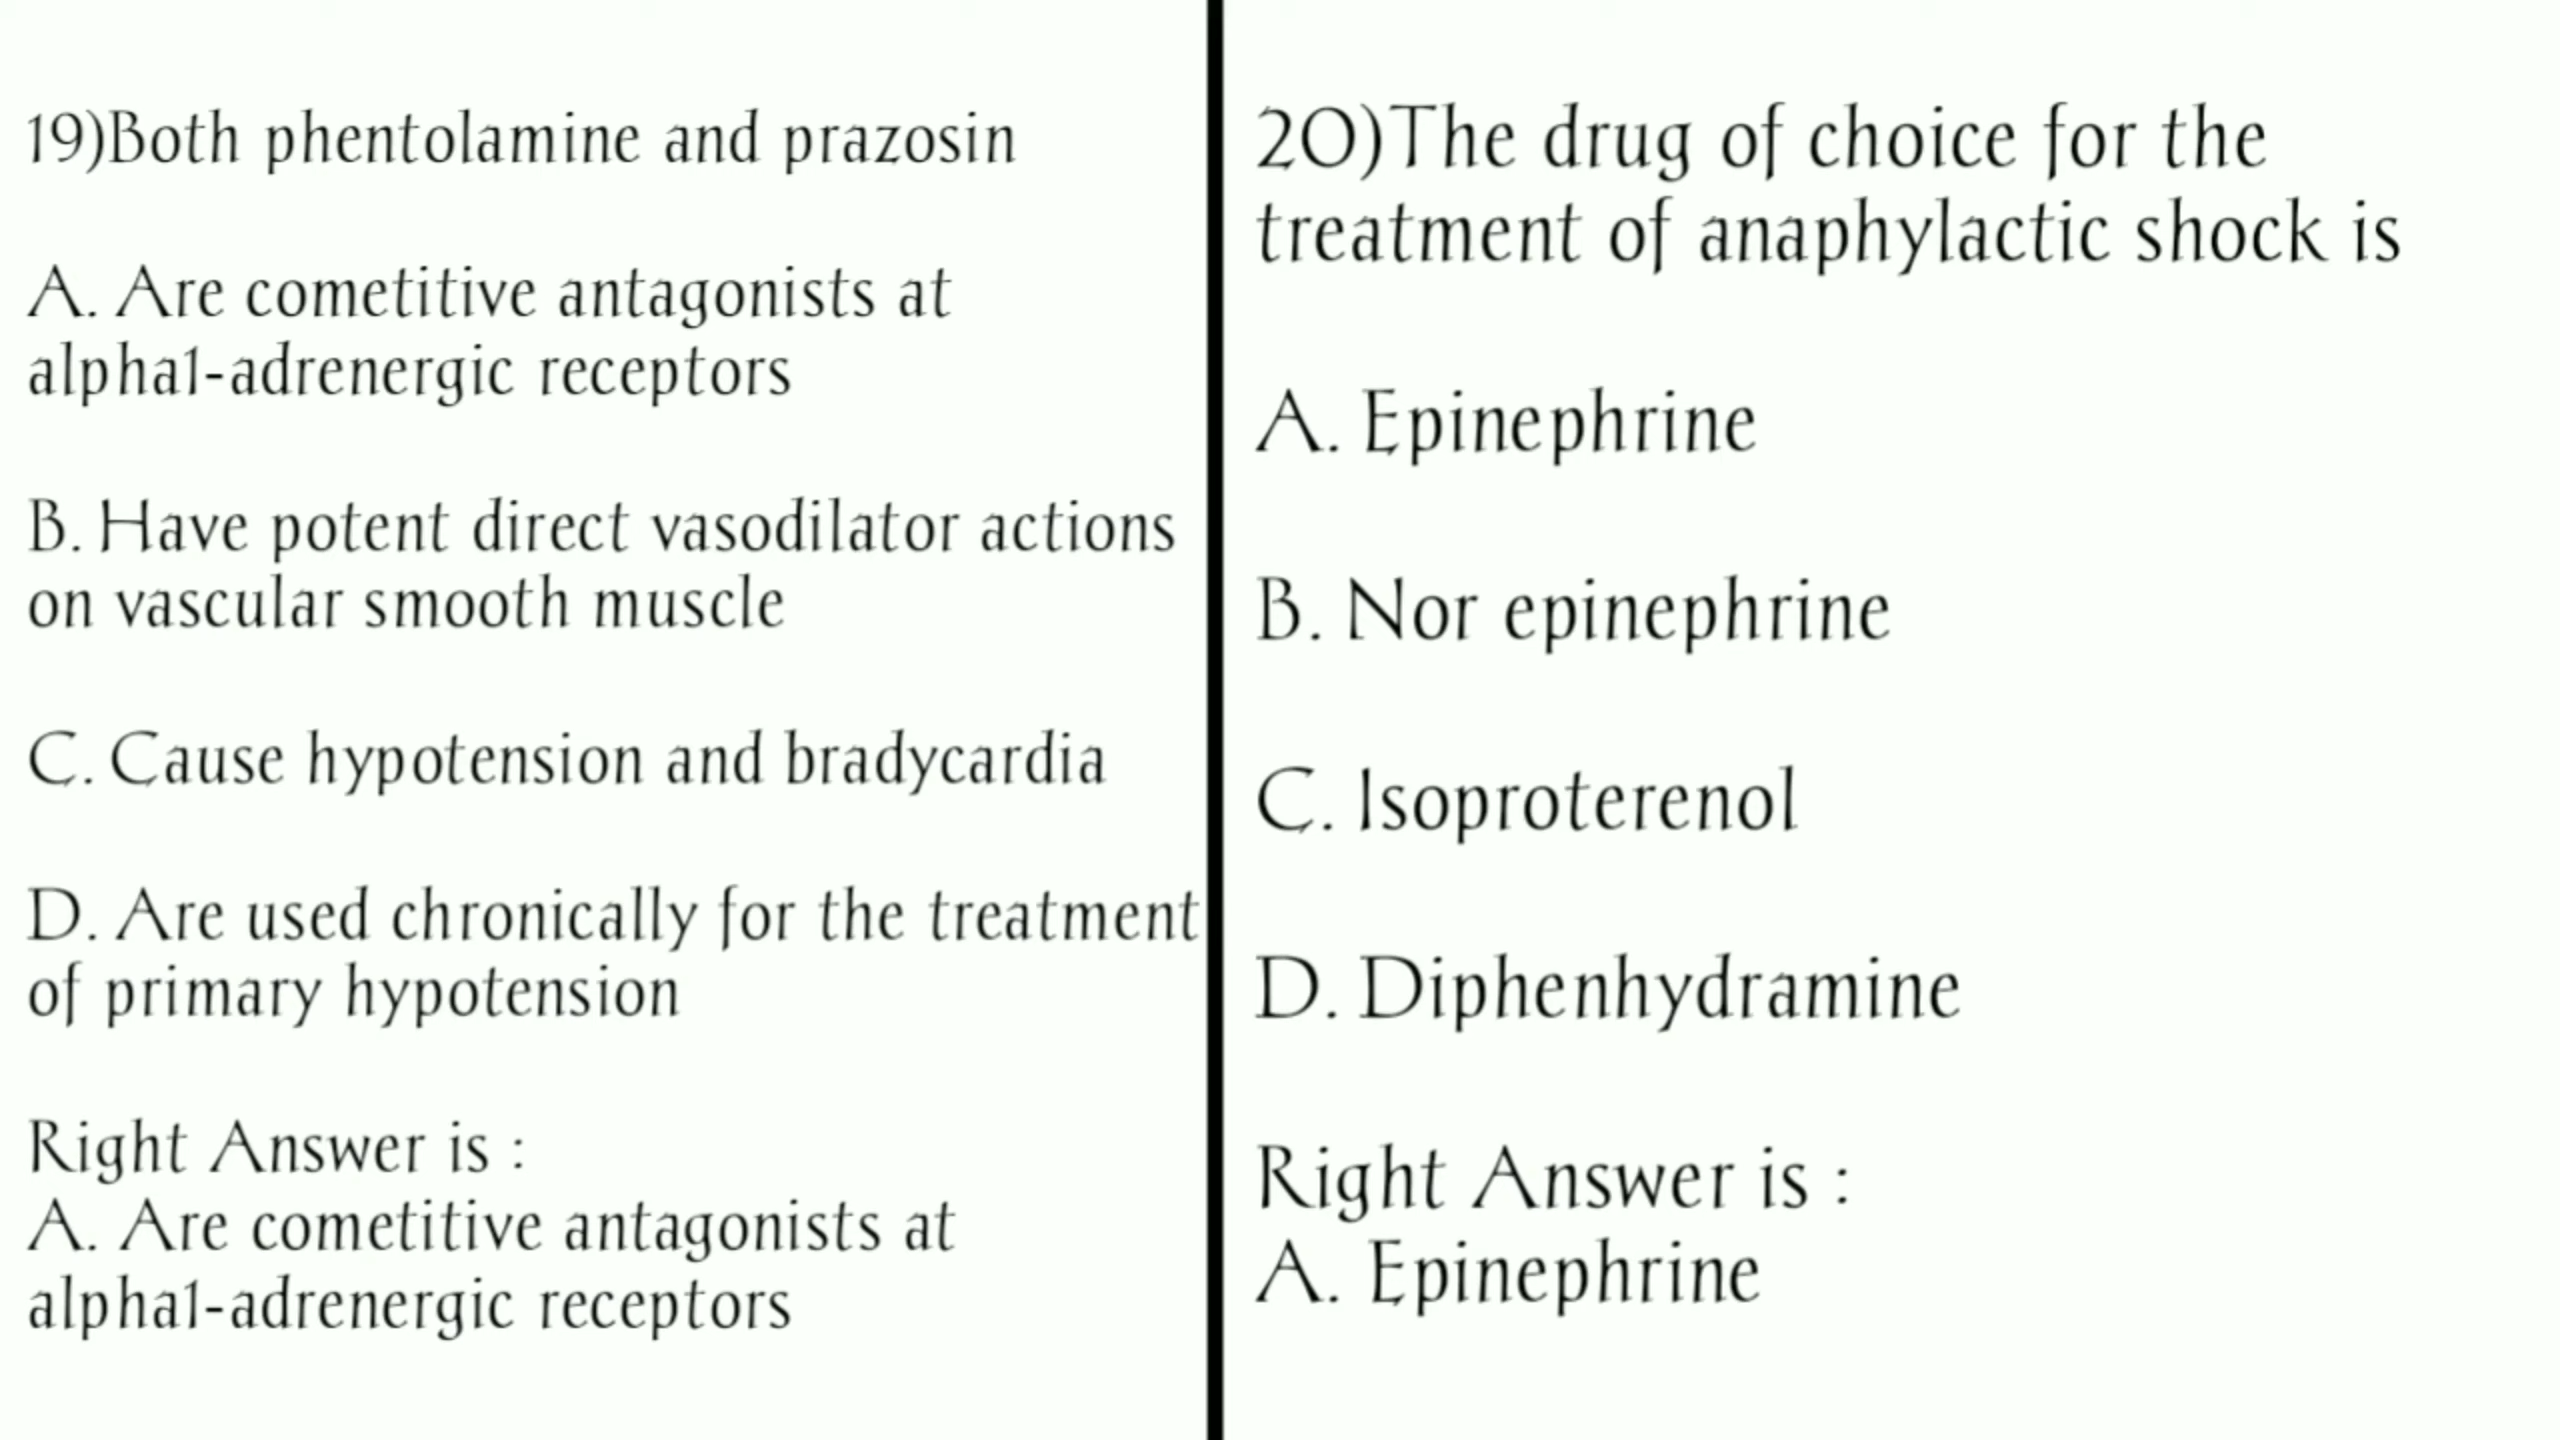 19)Both phentolamine and prazosin
A. Are cometitive antagonists at
alpha1-adrenergic receptors
B. Have potent direct vasodilator actions
on vascular smooth muscle
C. Cause hypotension and bradycardia
D. Are used chronically for the treatment
of primary hypotension
Right Answer is :
A. Are cometitive antagonists at
alpha1-adrenergic receptors
20)The drug of choice for the
treatment of anaphylactic shock is
A. Epinephrine
B. Nor epinephrine
C. Isoproterenol
D. Diphenhydramine
Right Answer is :
A. Epinephrine